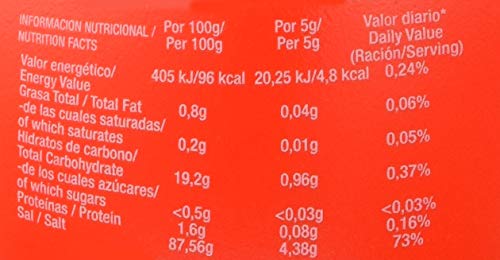 INFORMACION NUTRICIONAL / Por 100g/ Por 5g/ Valor diario*
NUTRITION FACTS Per 100g Per 5g Daily Value
(Ración/Serving)
Valor energético/
Energy Value 405 kJ/96 kcal 20,25 kJ/4,8 kcal 0,24%
Grasa Total / Total Fat 0,8g 0,04g 0,06%
-de las cuales saturadas/
of which saturates 0,2g 0,01g 0,05%
Hidratos de carbono/
Total Carbohydrate 19,2g 0,96g 0,37%
-de los cuales azúcares/
of which sugars <0,5g <0,03g <0,03%
Proteínas / Protein 1,6g 0,08g 0,16%
Sal / Salt 87,56g 4,38g 73%